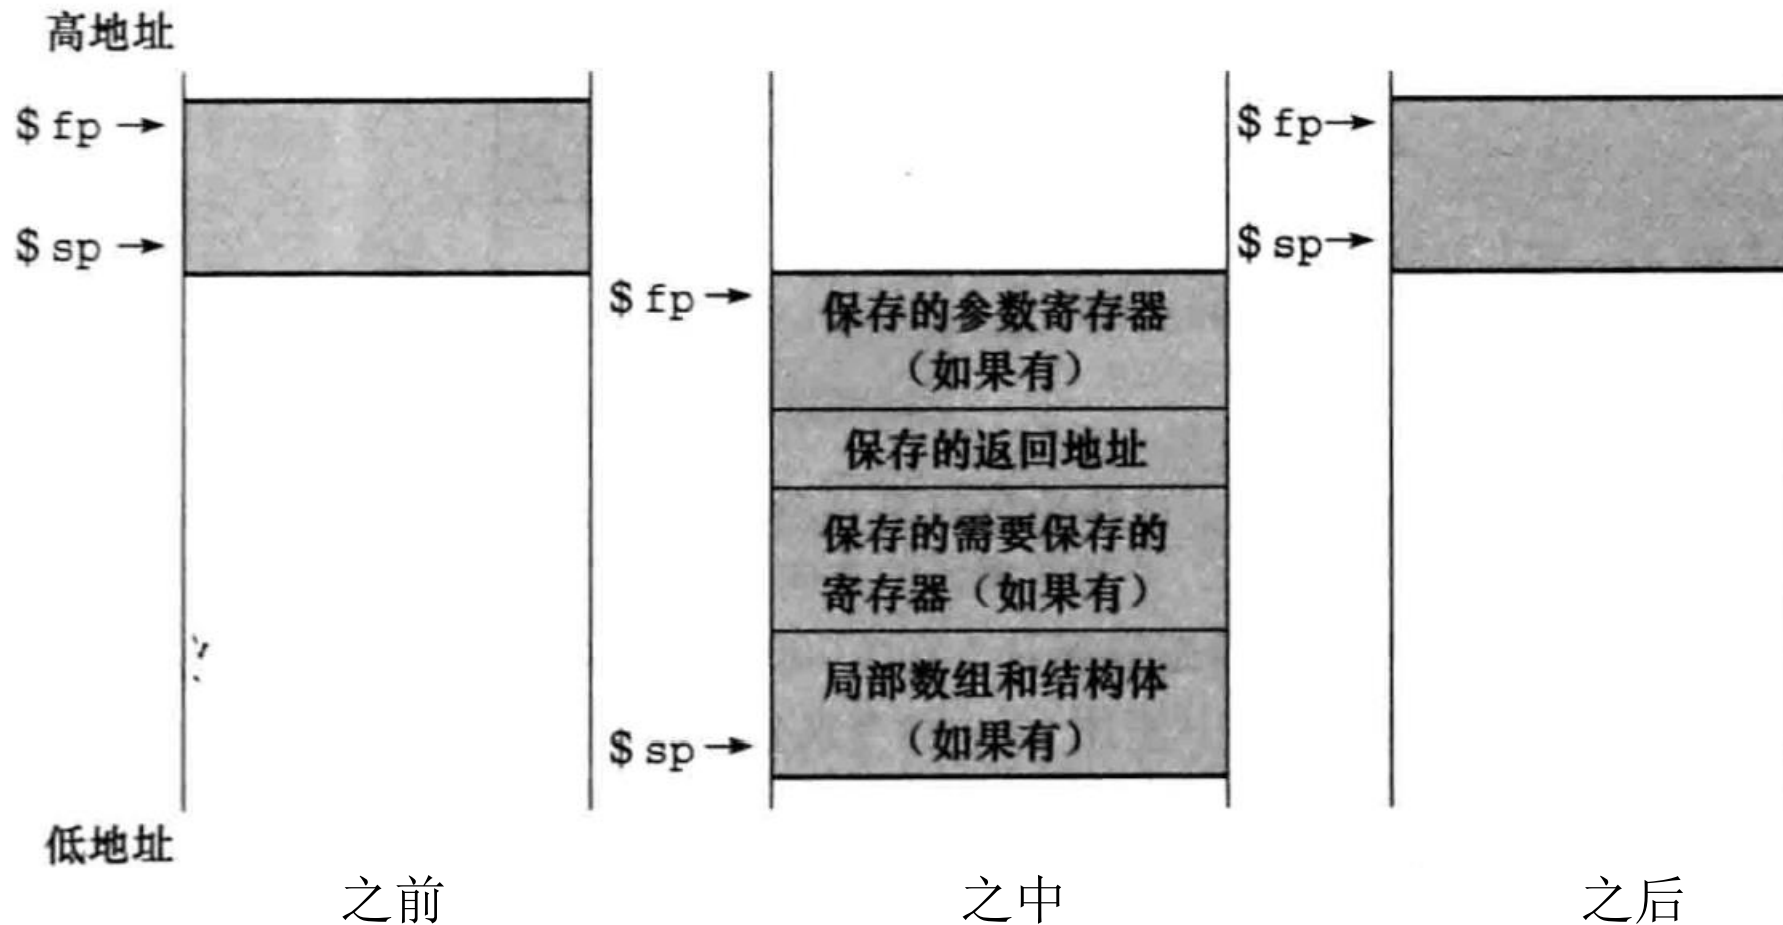 高地址
$fp→
$sp→
$fp→
保存的参数寄存器
（如果有）
保存的返回地址
保存的需要保存的
寄存器（如果有）
局部数组和结构体
（如果有）
$sp→
$fp→
$sp→
低地址
之前
之中
之后